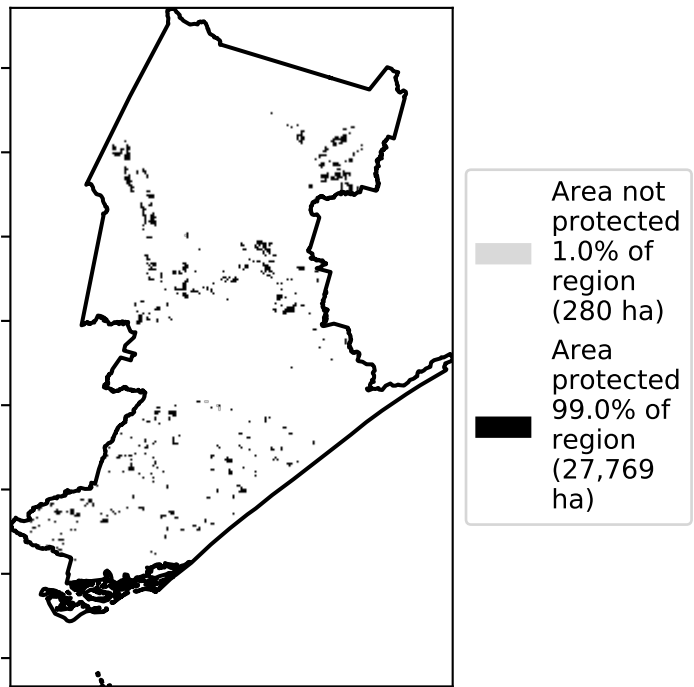 Area not
protected
1.0% of
region
(280 ha)
Area
protected
99.0% of
region
(27,769
ha)